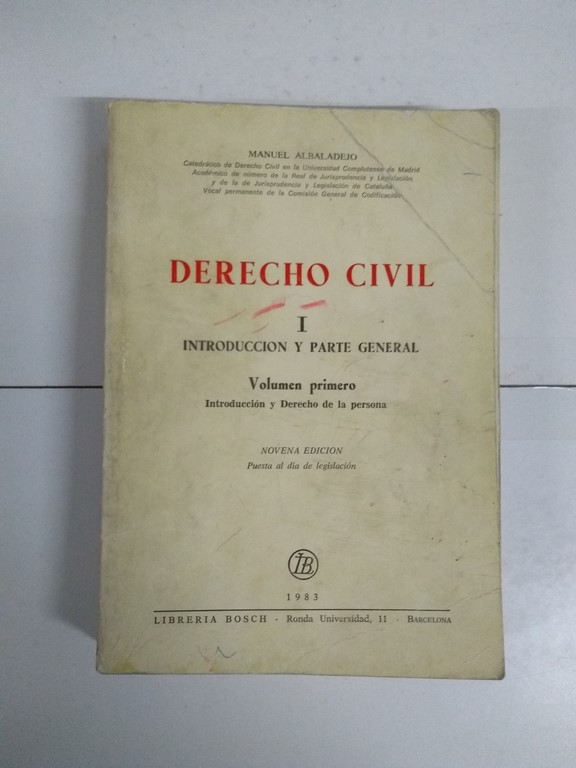 MANUEL ALBALADEJO
Catedrático de Derecho Civil en la Universidad Complutense de Madrid
Académico de número de la Real de Jurisprudencia y Legislación
y de la de Jurisprudencia y Legislación de Cataluña
Vocal permanente de la Comisión General de Codificación
DERECHO CIVIL
I
INTRODUCCION Y PARTE GENERAL
Volumen primero
Introducción y Derecho de la persona
NOVENA EDICION
Puesta al día de legislación
LB
1983
LIBRERIA BOSCH - Ronda Universidad, 11 - BARCELONA